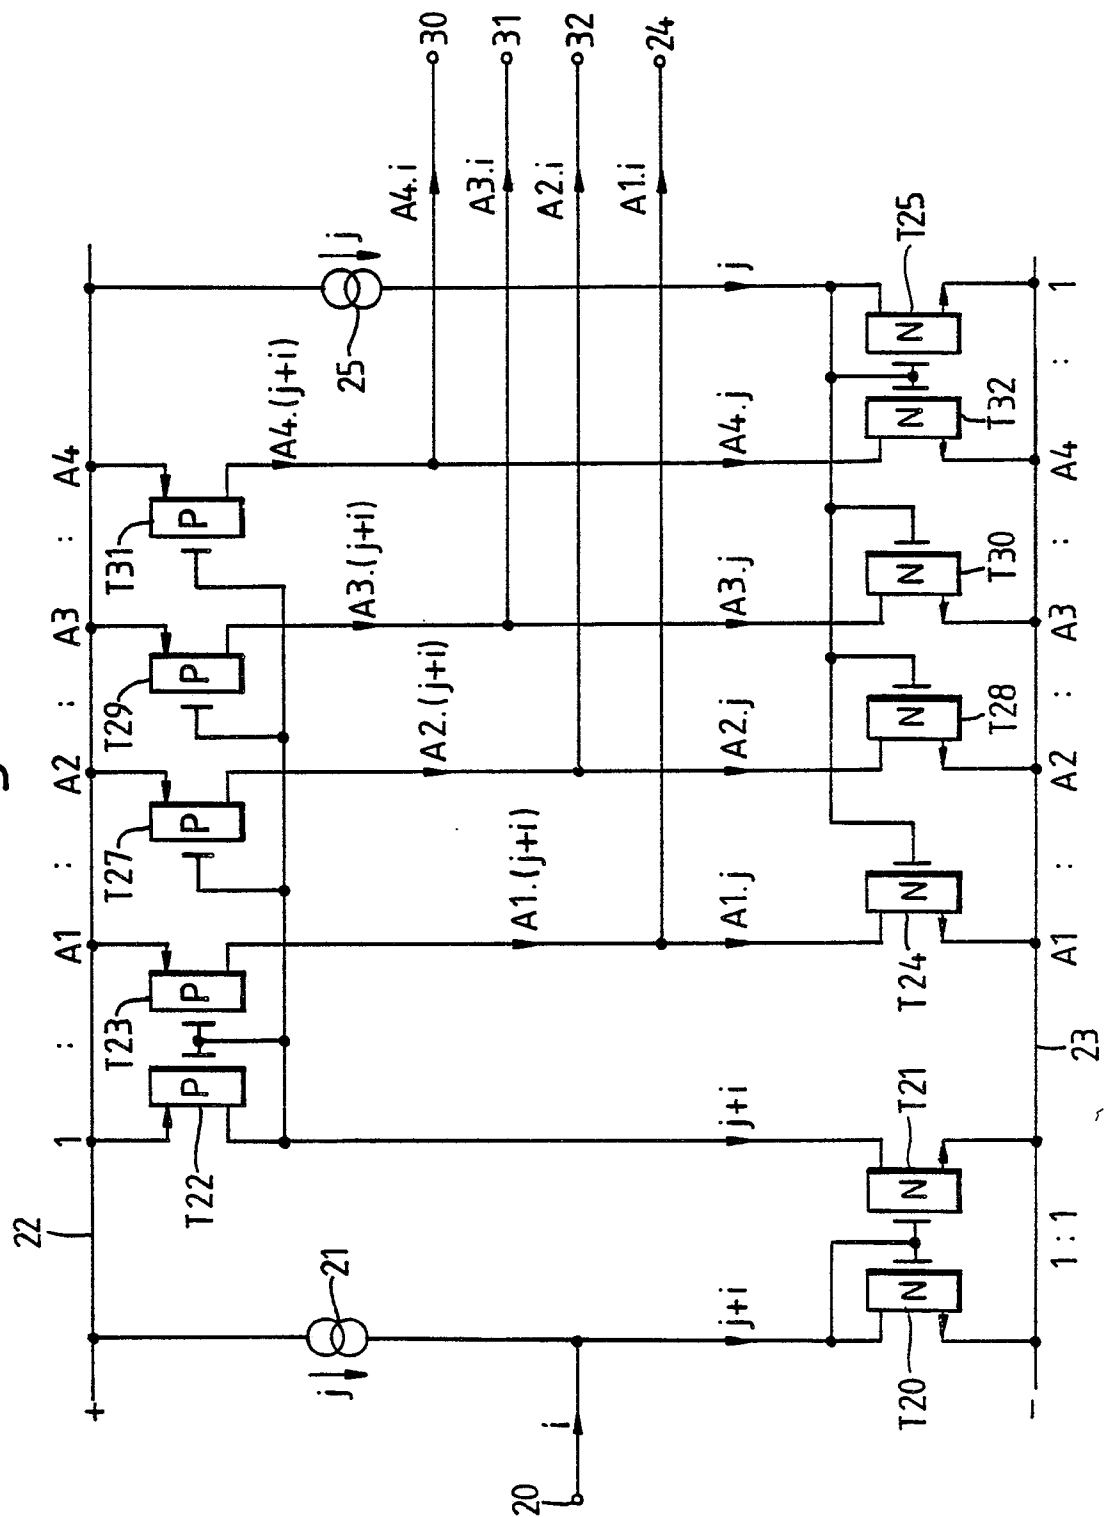 30
31
32
24
A4.i
A3.i
A2.i
A1.i
1 : A1 : A2 : A3 : A4
22
+
T22
T23
T27
T29
T31
P
P
P
P
P
21
j
25
j
A4.(j+i)
A3.(j+i)
A2.(j+i)
A1.(j+i)
20
i
j+i
j+i
A1.j
A2.j
A3.j
A4.j
j
T20
T21
T24
T28
T30
T32
T25
N
N
N
N
N
N
N
-
1 : 1
23
A1 : A2 : A3 : A4 : 1